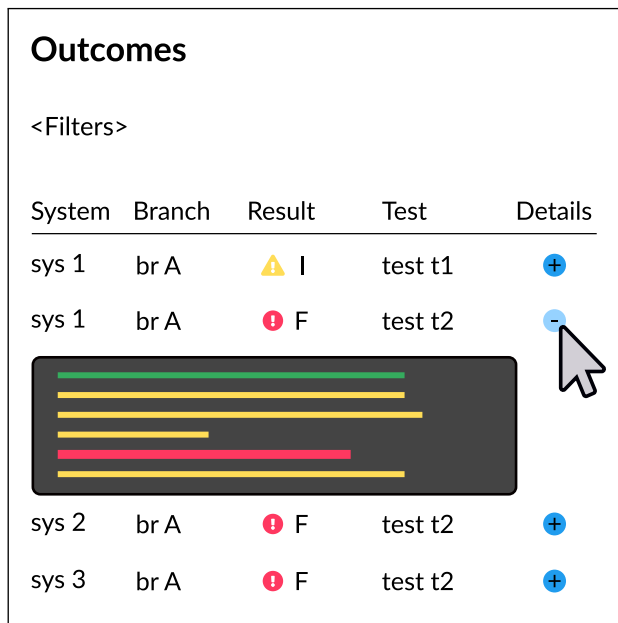 Outcomes
<Filters>
System Branch Result Test Details
sys 1 br A ! I test t1 +
sys 1 br A ! F test t2 -
sys 2 br A ! F test t2 +
sys 3 br A ! F test t2 +